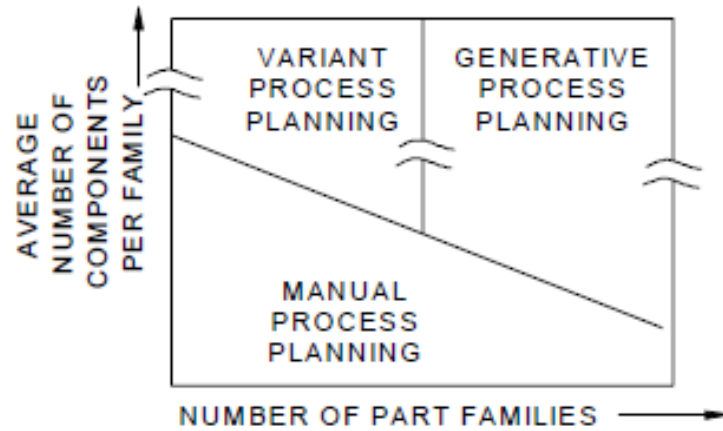 VARIANT
PROCESS
PLANNING
GENERATIVE
PROCESS
PLANNING
AVERAGE
NUMBER OF
COMPONENTS
PER FAMILY
MANUAL
PROCESS
PLANNING
NUMBER OF PART FAMILIES